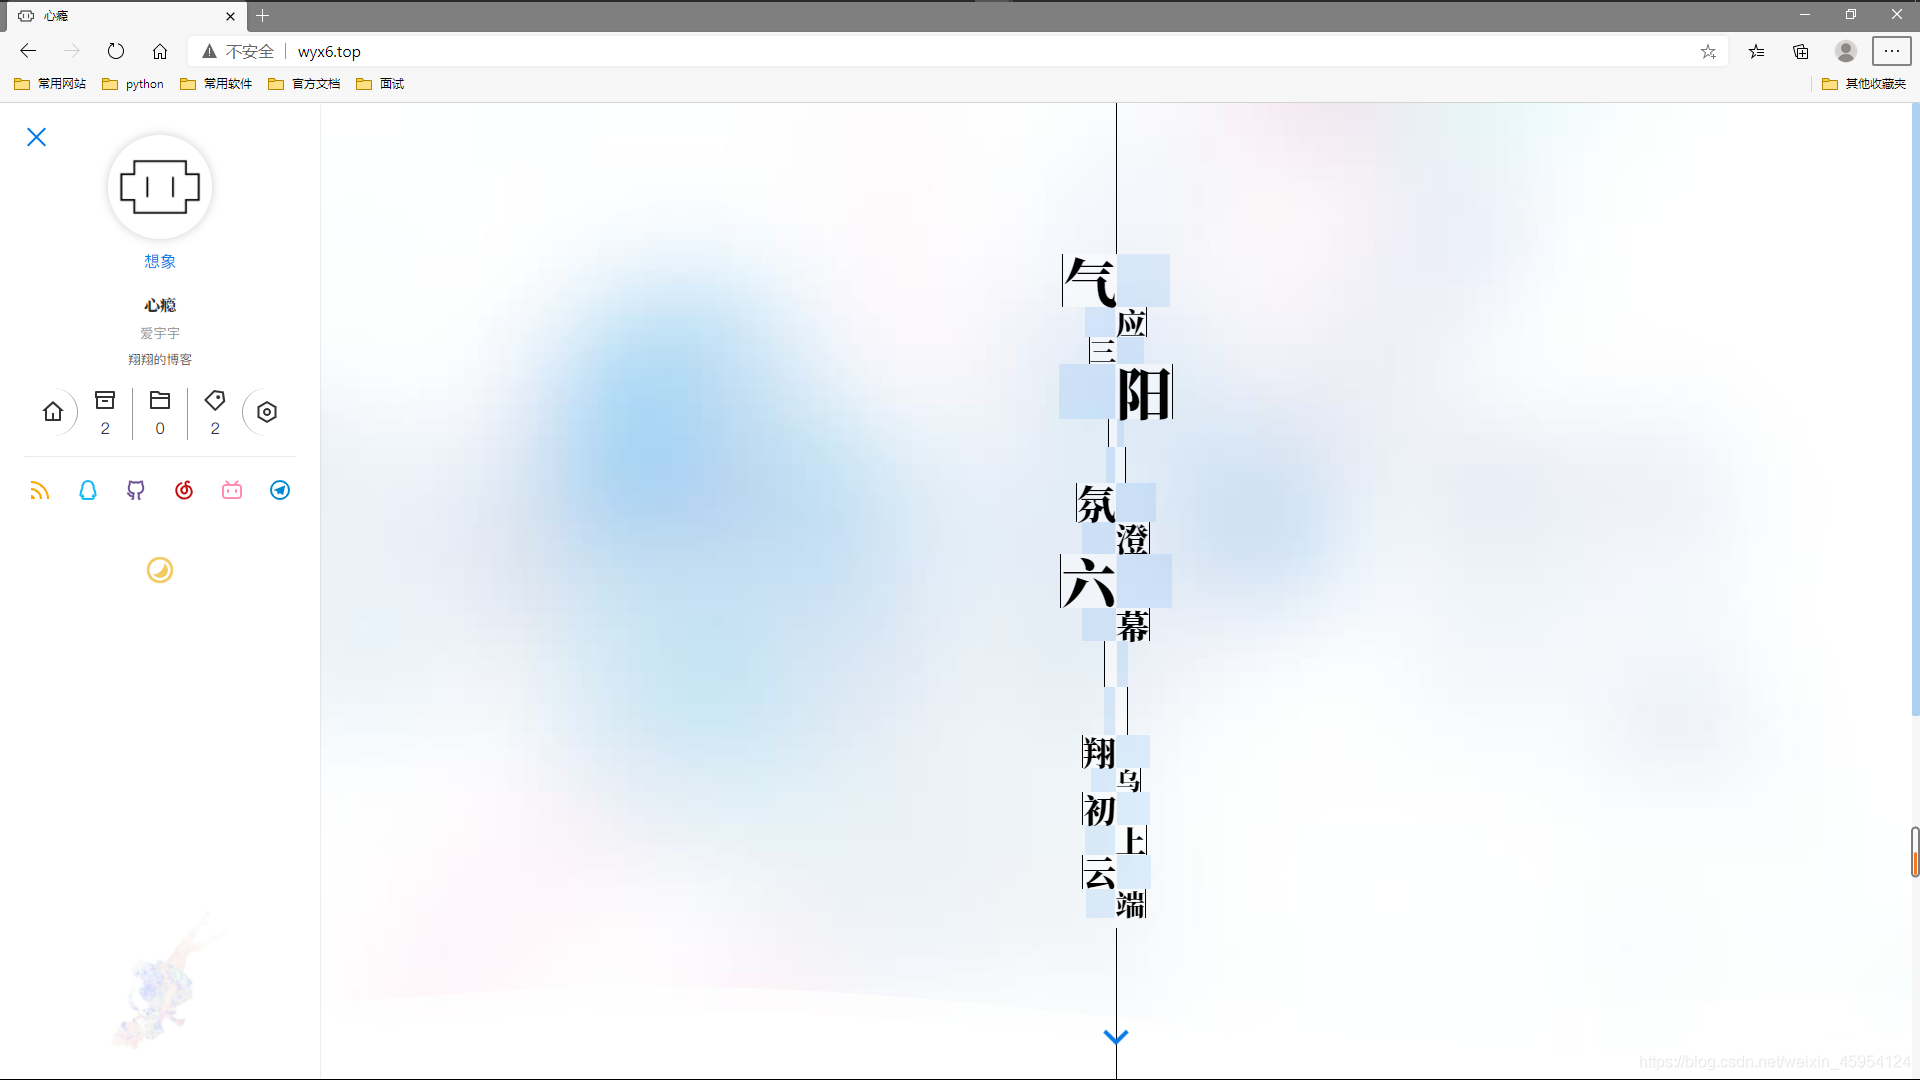 心瘾
不安全
wyx6.top
常用网站
python
常用软件
官方文档
面试
其他收藏夹
想象
心瘾
爱宇宇
翔翔的博客
2
0
2
气应三阳
氛澄六幕
翔乌初上云端
https://blog.csdn.net/weixin_45954124